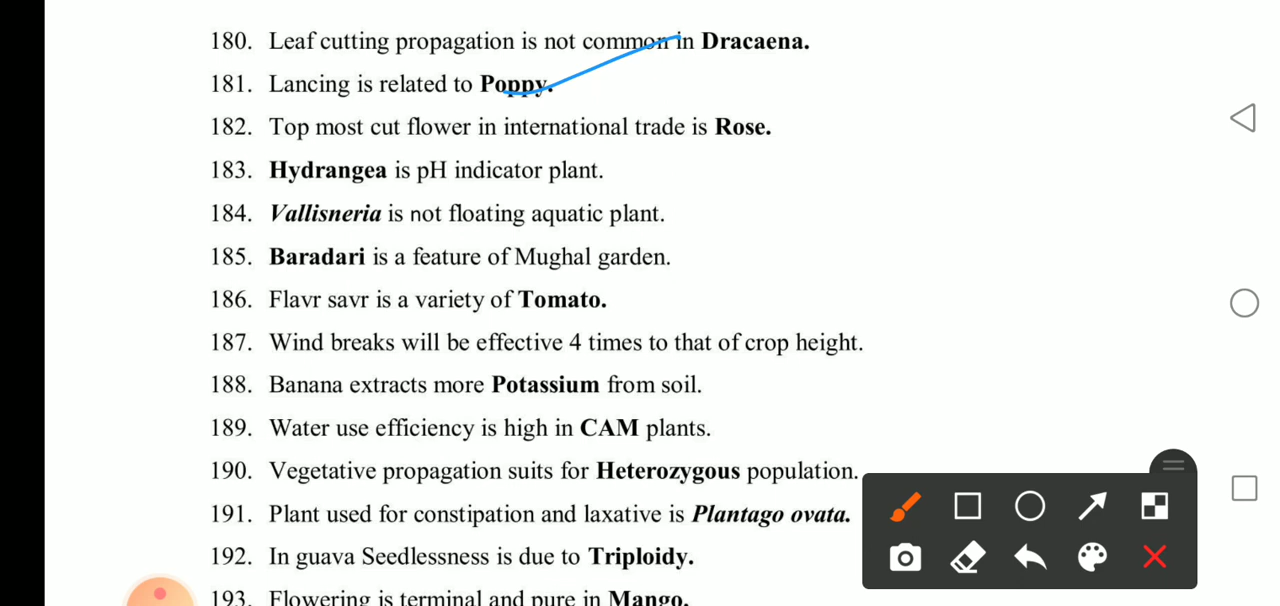 180. Leaf cutting propagation is not common in Dracaena.
181. Lancing is related to Poppy.
182. Top most cut flower in international trade is Rose.
183. Hydrangea is pH indicator plant.
184. Vallisneria is not floating aquatic plant.
185. Baradari is a feature of Mughal garden.
186. Flavr savr is a variety of Tomato.
187. Wind breaks will be effective 4 times to that of crop height.
188. Banana extracts more Potassium from soil.
189. Water use efficiency is high in CAM plants.
190. Vegetative propagation suits for Heterozygous population.
191. Plant used for constipation and laxative is Plantago ovata.
192. In guava Seedlessness is due to Triploidy.
193. Flowering is terminal and pure in Mango.